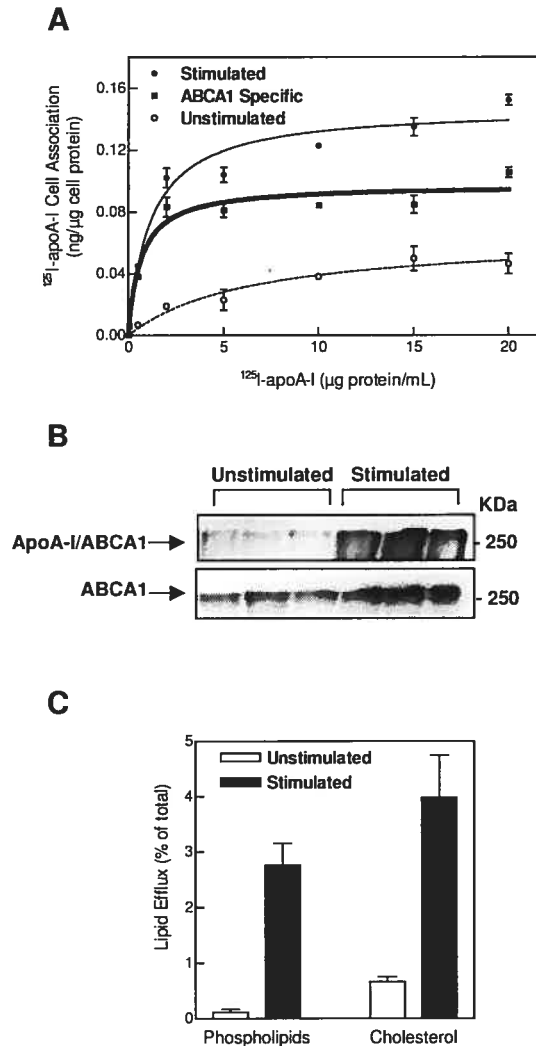 A
Stimulated
ABCA1 Specific
Unstimulated
0.16
0.12
0.08
0.04
0.00
¹²⁵I-apoA-I Cell Association
(ng/µg cell protein)
0 5 10 15 20
¹²⁵I-apoA-I (µg protein/mL)
B
Unstimulated Stimulated
KDa
ApoA-I/ABCA1
- 250
ABCA1
- 250
C
Unstimulated
Stimulated
5
4
3
2
1
0
Lipid Efflux (% of total)
Phospholipids Cholesterol